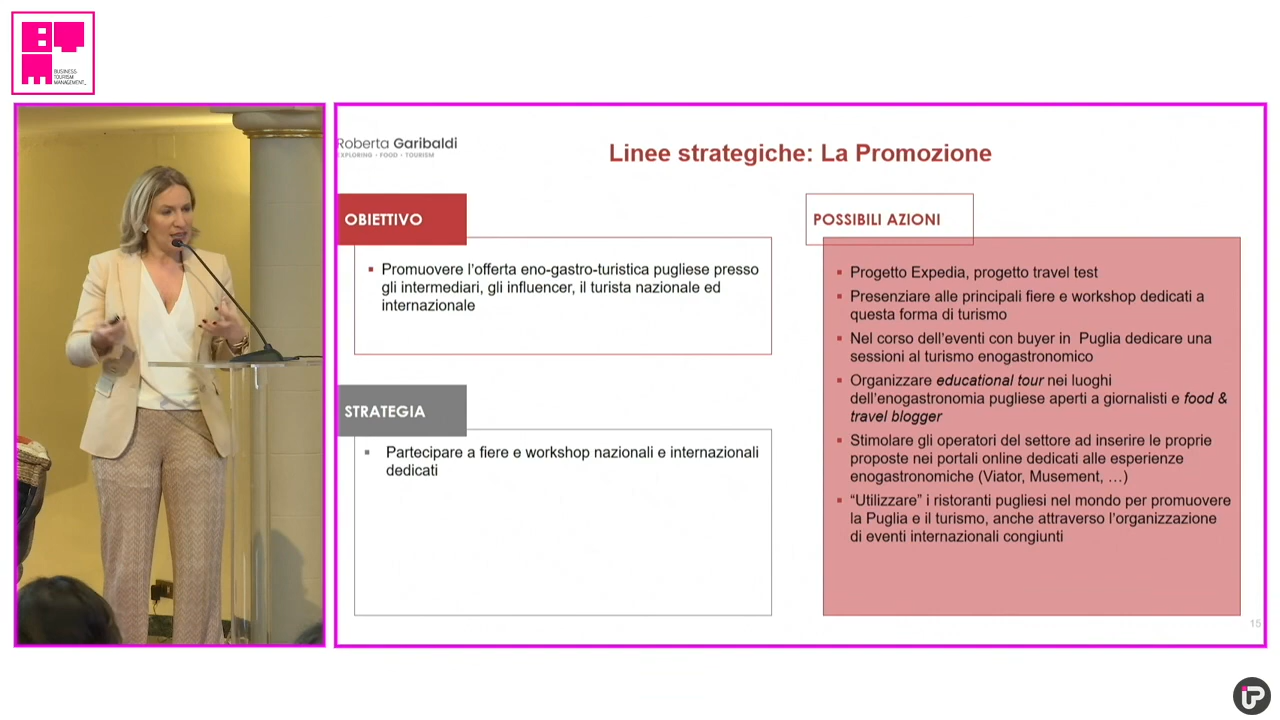 BUSINESS
TOURISM
MANAGEMENT_
Roberta Garibaldi
EXPLORING • FOOD • TOURISM
Linee strategiche: La Promozione
OBIETTIVO
Promuovere l'offerta eno-gastro-turistica pugliese presso
gli intermediari, gli influencer, il turista nazionale ed
internazionale
STRATEGIA
Partecipare a fiere e workshop nazionali e internazionali
dedicati
POSSIBILI AZIONI
Progetto Expedia, progetto travel test
Presenziare alle principali fiere e workshop dedicati a
questa forma di turismo
Nel corso dell'eventi con buyer in Puglia dedicare una
sessioni al turismo enogastronomico
Organizzare educational tour nei luoghi
dell'enogastronomia pugliese aperti a giornalisti e food &
travel blogger
Stimolare gli operatori del settore ad inserire le proprie
proposte nei portali online dedicati alle esperienze
enogastronomiche (Viator, Musement, …)
“Utilizzare” i ristoranti pugliesi nel mondo per promuovere
la Puglia e il turismo, anche attraverso l'organizzazione
di eventi internazionali congiunti
15